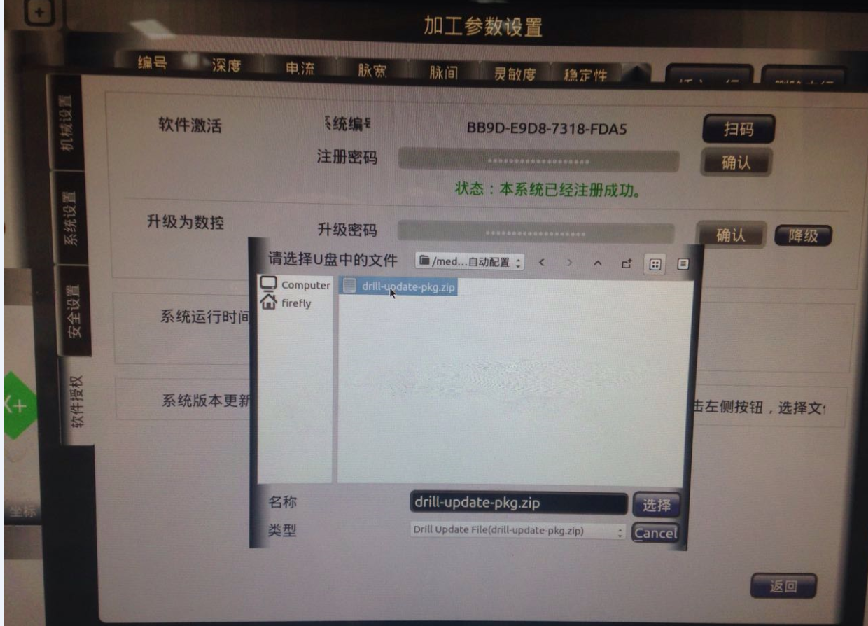 加工参数设置
编号 深度 电流 脉宽 脉间 灵敏度 稳定性
机械设置
系统设置
安全设置
软件授权
软件激活 系统编号 BB9D-E9D8-7318-FDA5 扫码
注册密码 ******************* 确认
状态：本系统已经注册成功。
升级为数控 升级密码 ******************* 确认 降级
请选择U盘中的文件 /med...自动配置
Computer
firefly
drill-update-pkg.zip
系统运行时间
系统版本更新 击左侧按钮，选择文
名称 drill-update-pkg.zip 选择
类型 Drill Update File(drill-update-pkg.zip) Cancel
返回
X+